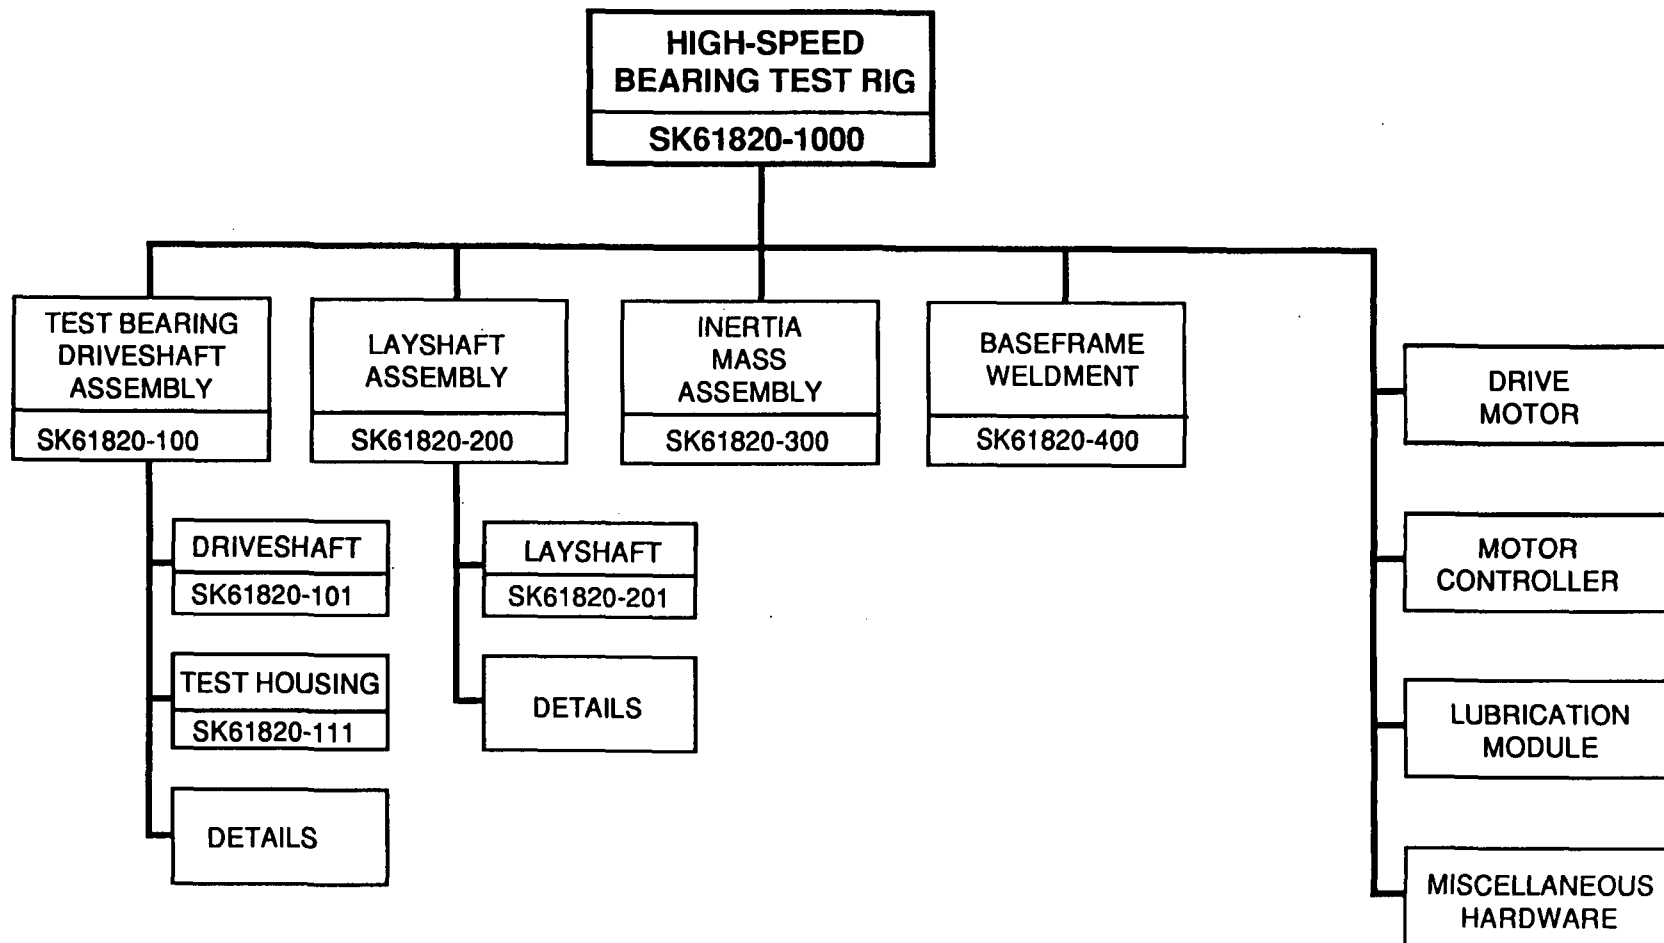 HIGH-SPEED
BEARING TEST RIG
SK61820-1000
TEST BEARING
DRIVESHAFT
ASSEMBLY
SK61820-100
LAYSHAFT
ASSEMBLY
SK61820-200
INERTIA
MASS
ASSEMBLY
SK61820-300
BASEFRAME
WELDMENT
SK61820-400
DRIVESHAFT
SK61820-101
TEST HOUSING
SK61820-111
DETAILS
LAYSHAFT
SK61820-201
DETAILS
DRIVE
MOTOR
MOTOR
CONTROLLER
LUBRICATION
MODULE
MISCELLANEOUS
HARDWARE